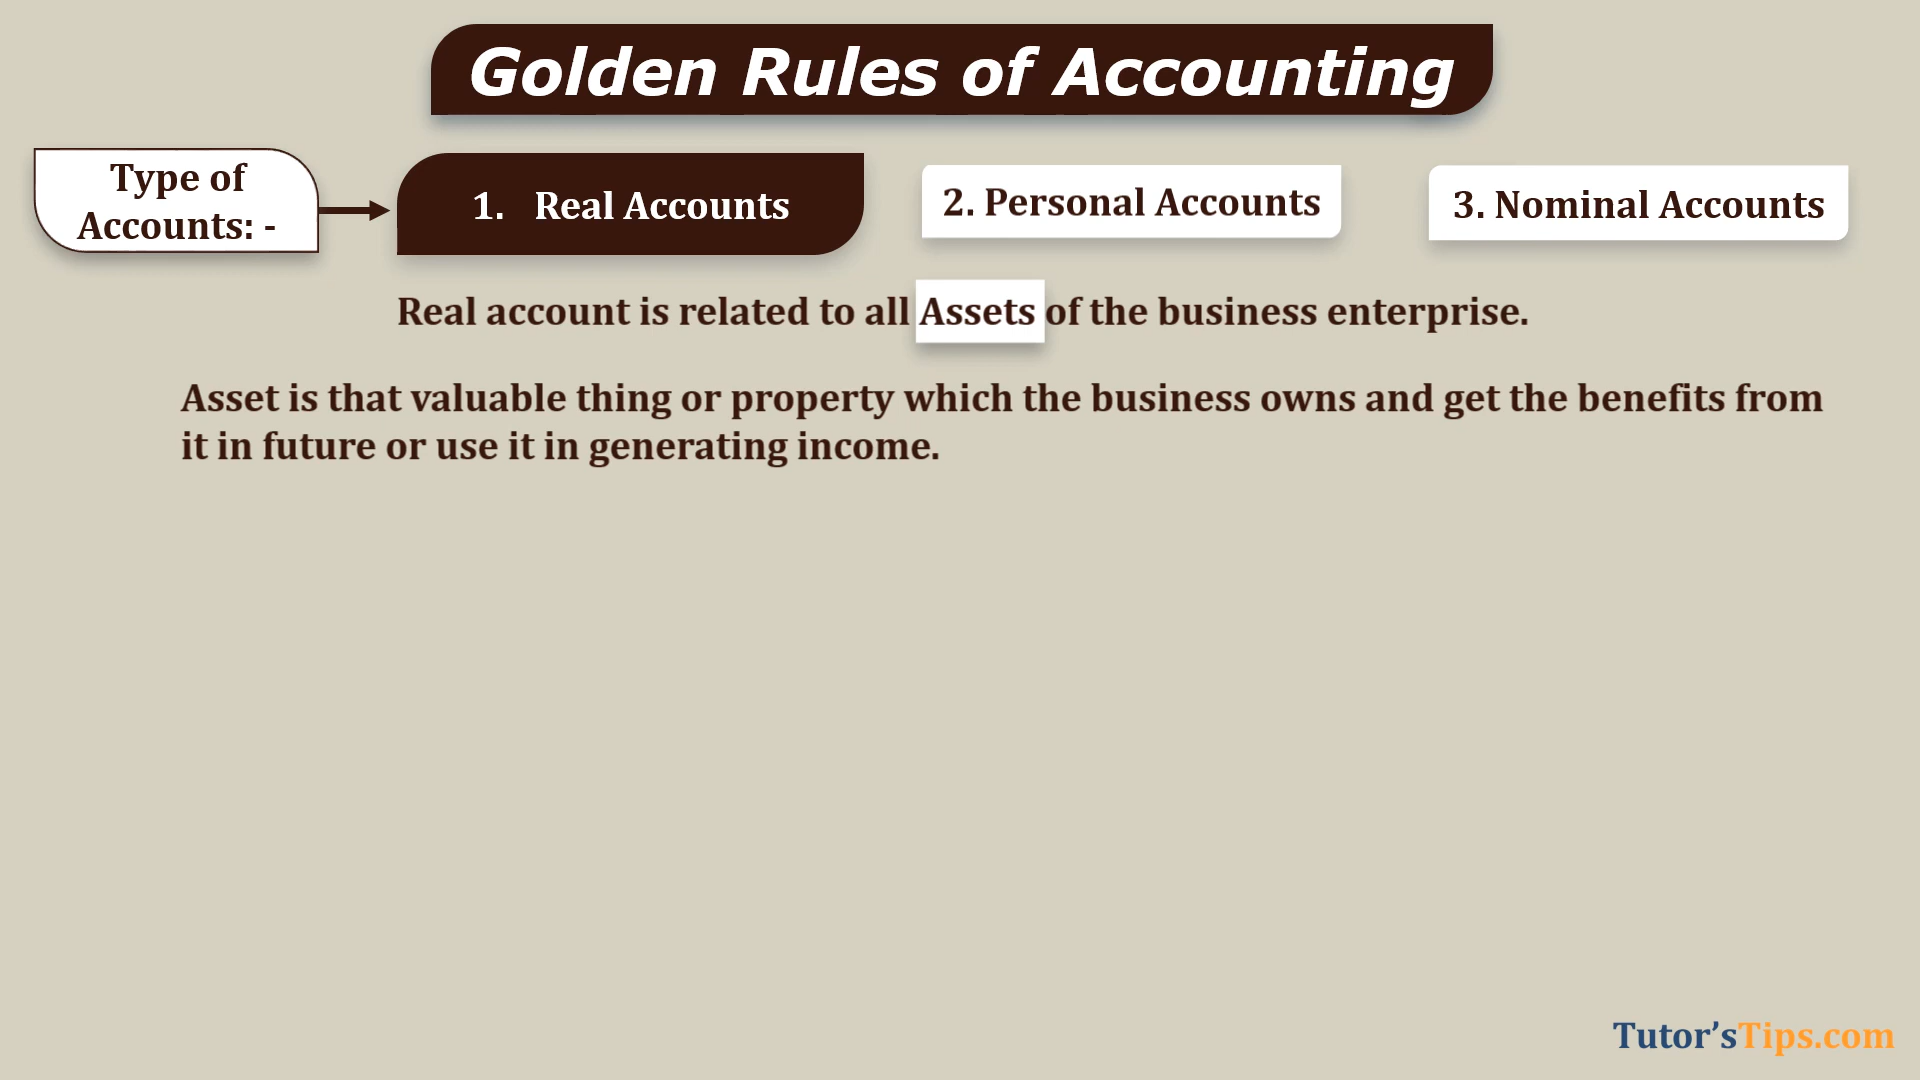 Golden Rules of Accounting
Type of
Accounts: -
1. Real Accounts
2. Personal Accounts
3. Nominal Accounts
Real account is related to all Assets of the business enterprise.
Asset is that valuable thing or property which the business owns and get the benefits from
it in future or use it in generating income.
Tutor’sTips.com